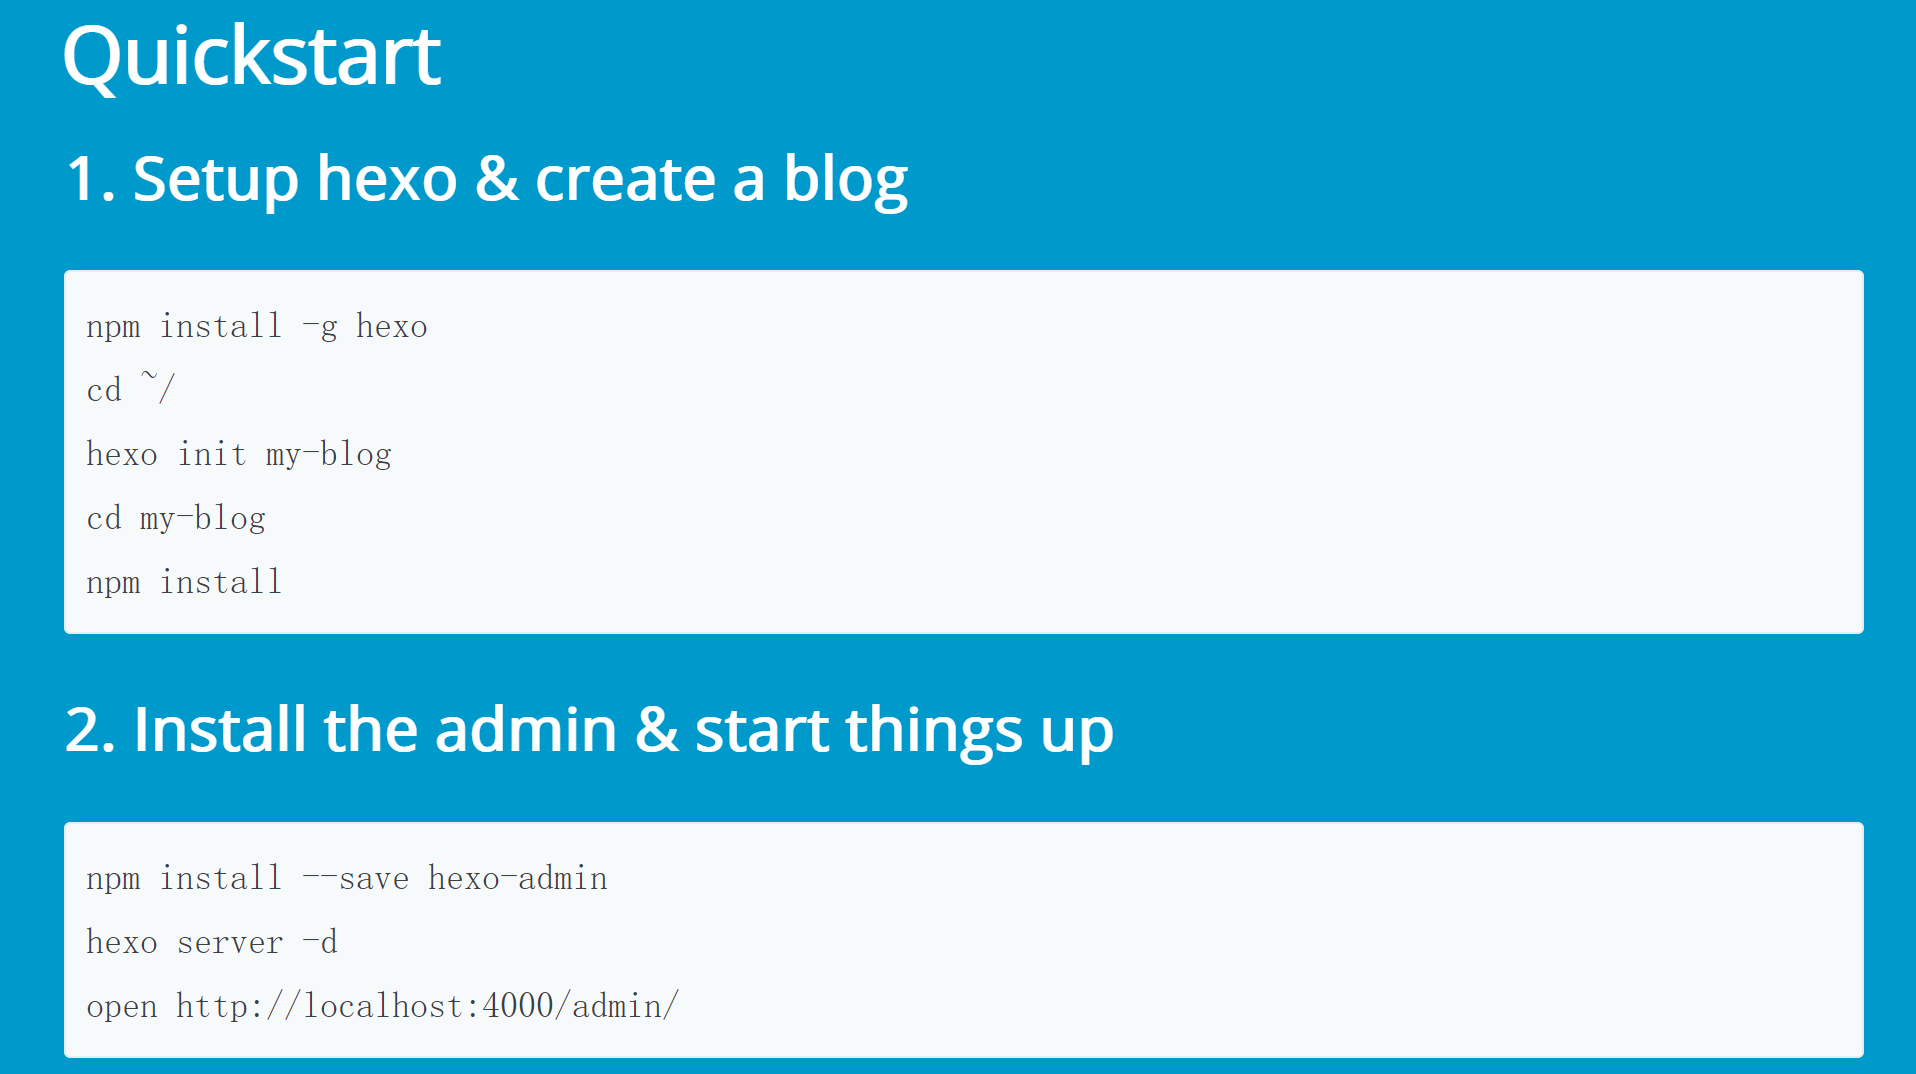 Quickstart
1. Setup hexo & create a blog
npm install -g hexo
cd ~/
hexo init my-blog
cd my-blog
npm install
2. Install the admin & start things up
npm install --save hexo-admin
hexo server -d
open http://localhost:4000/admin/